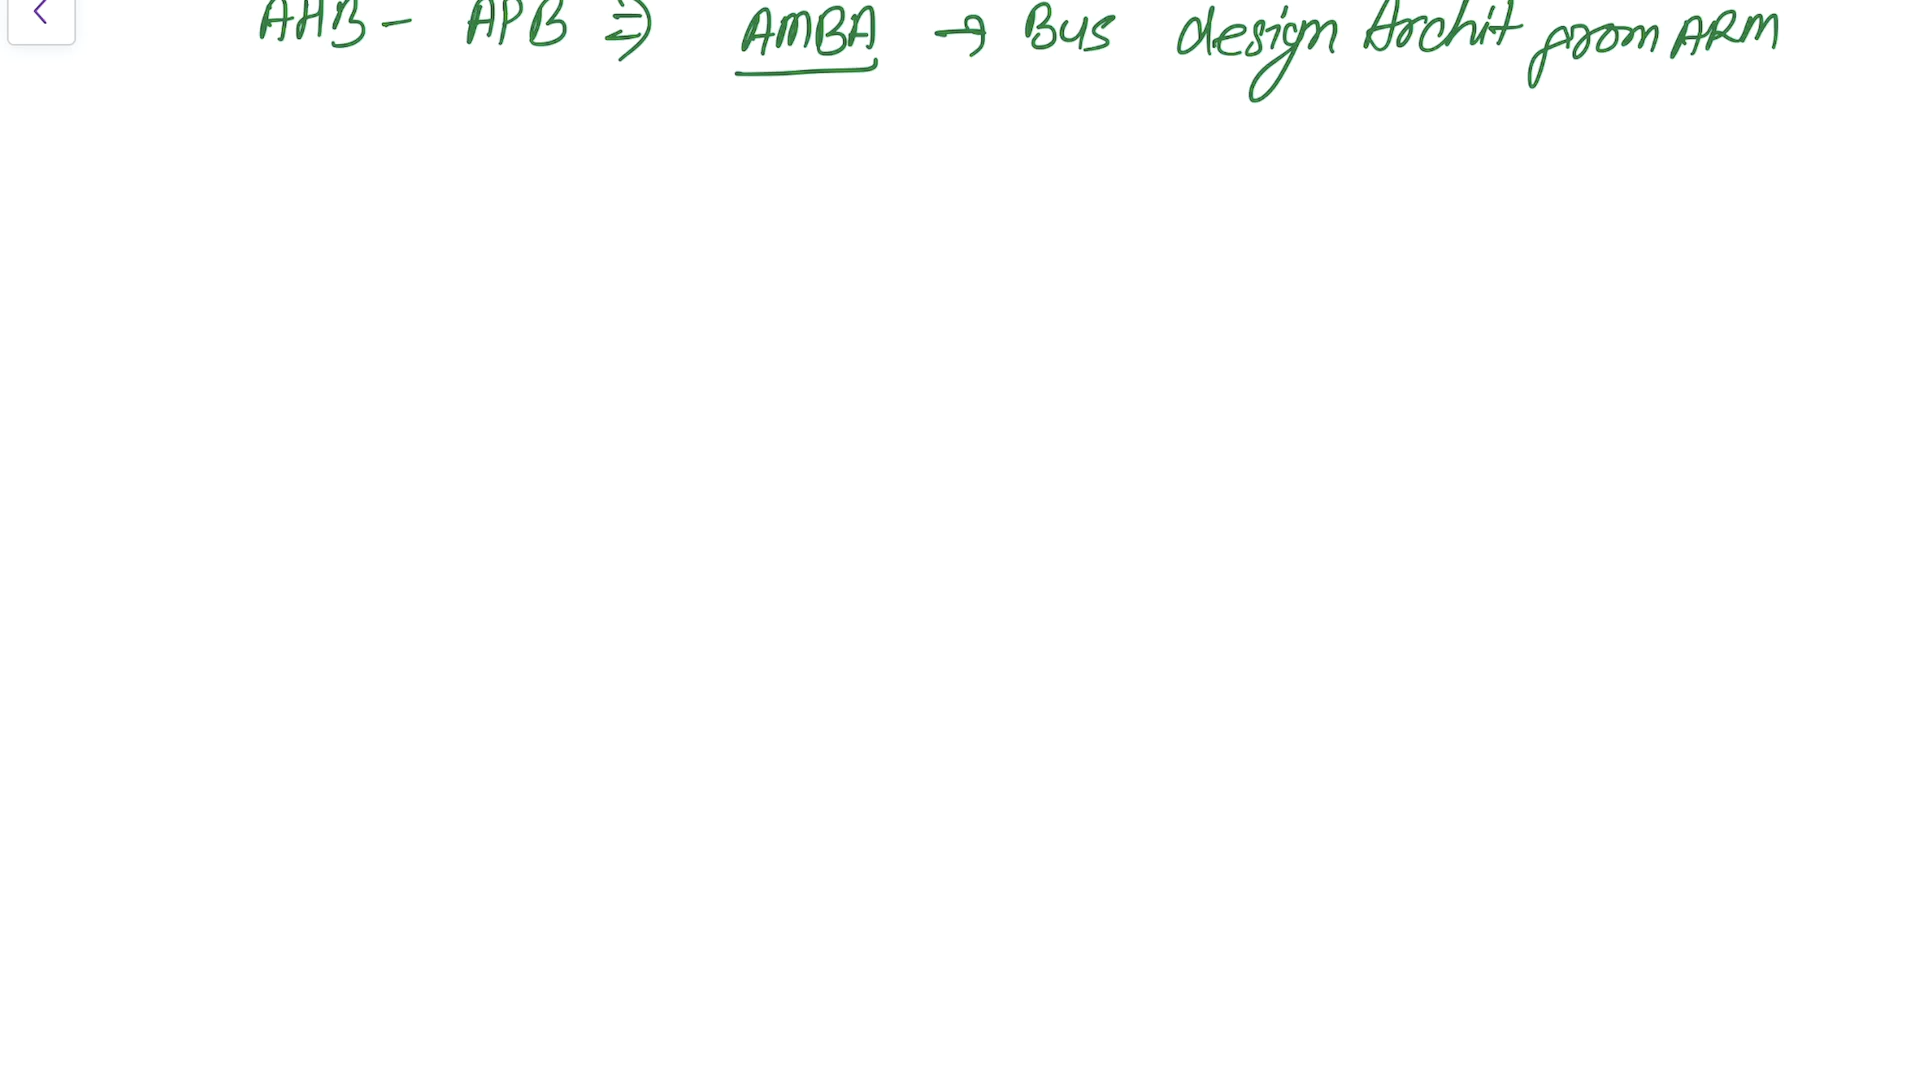 AHB - APB ⇒ AMBA → Bus design Archit from ARM